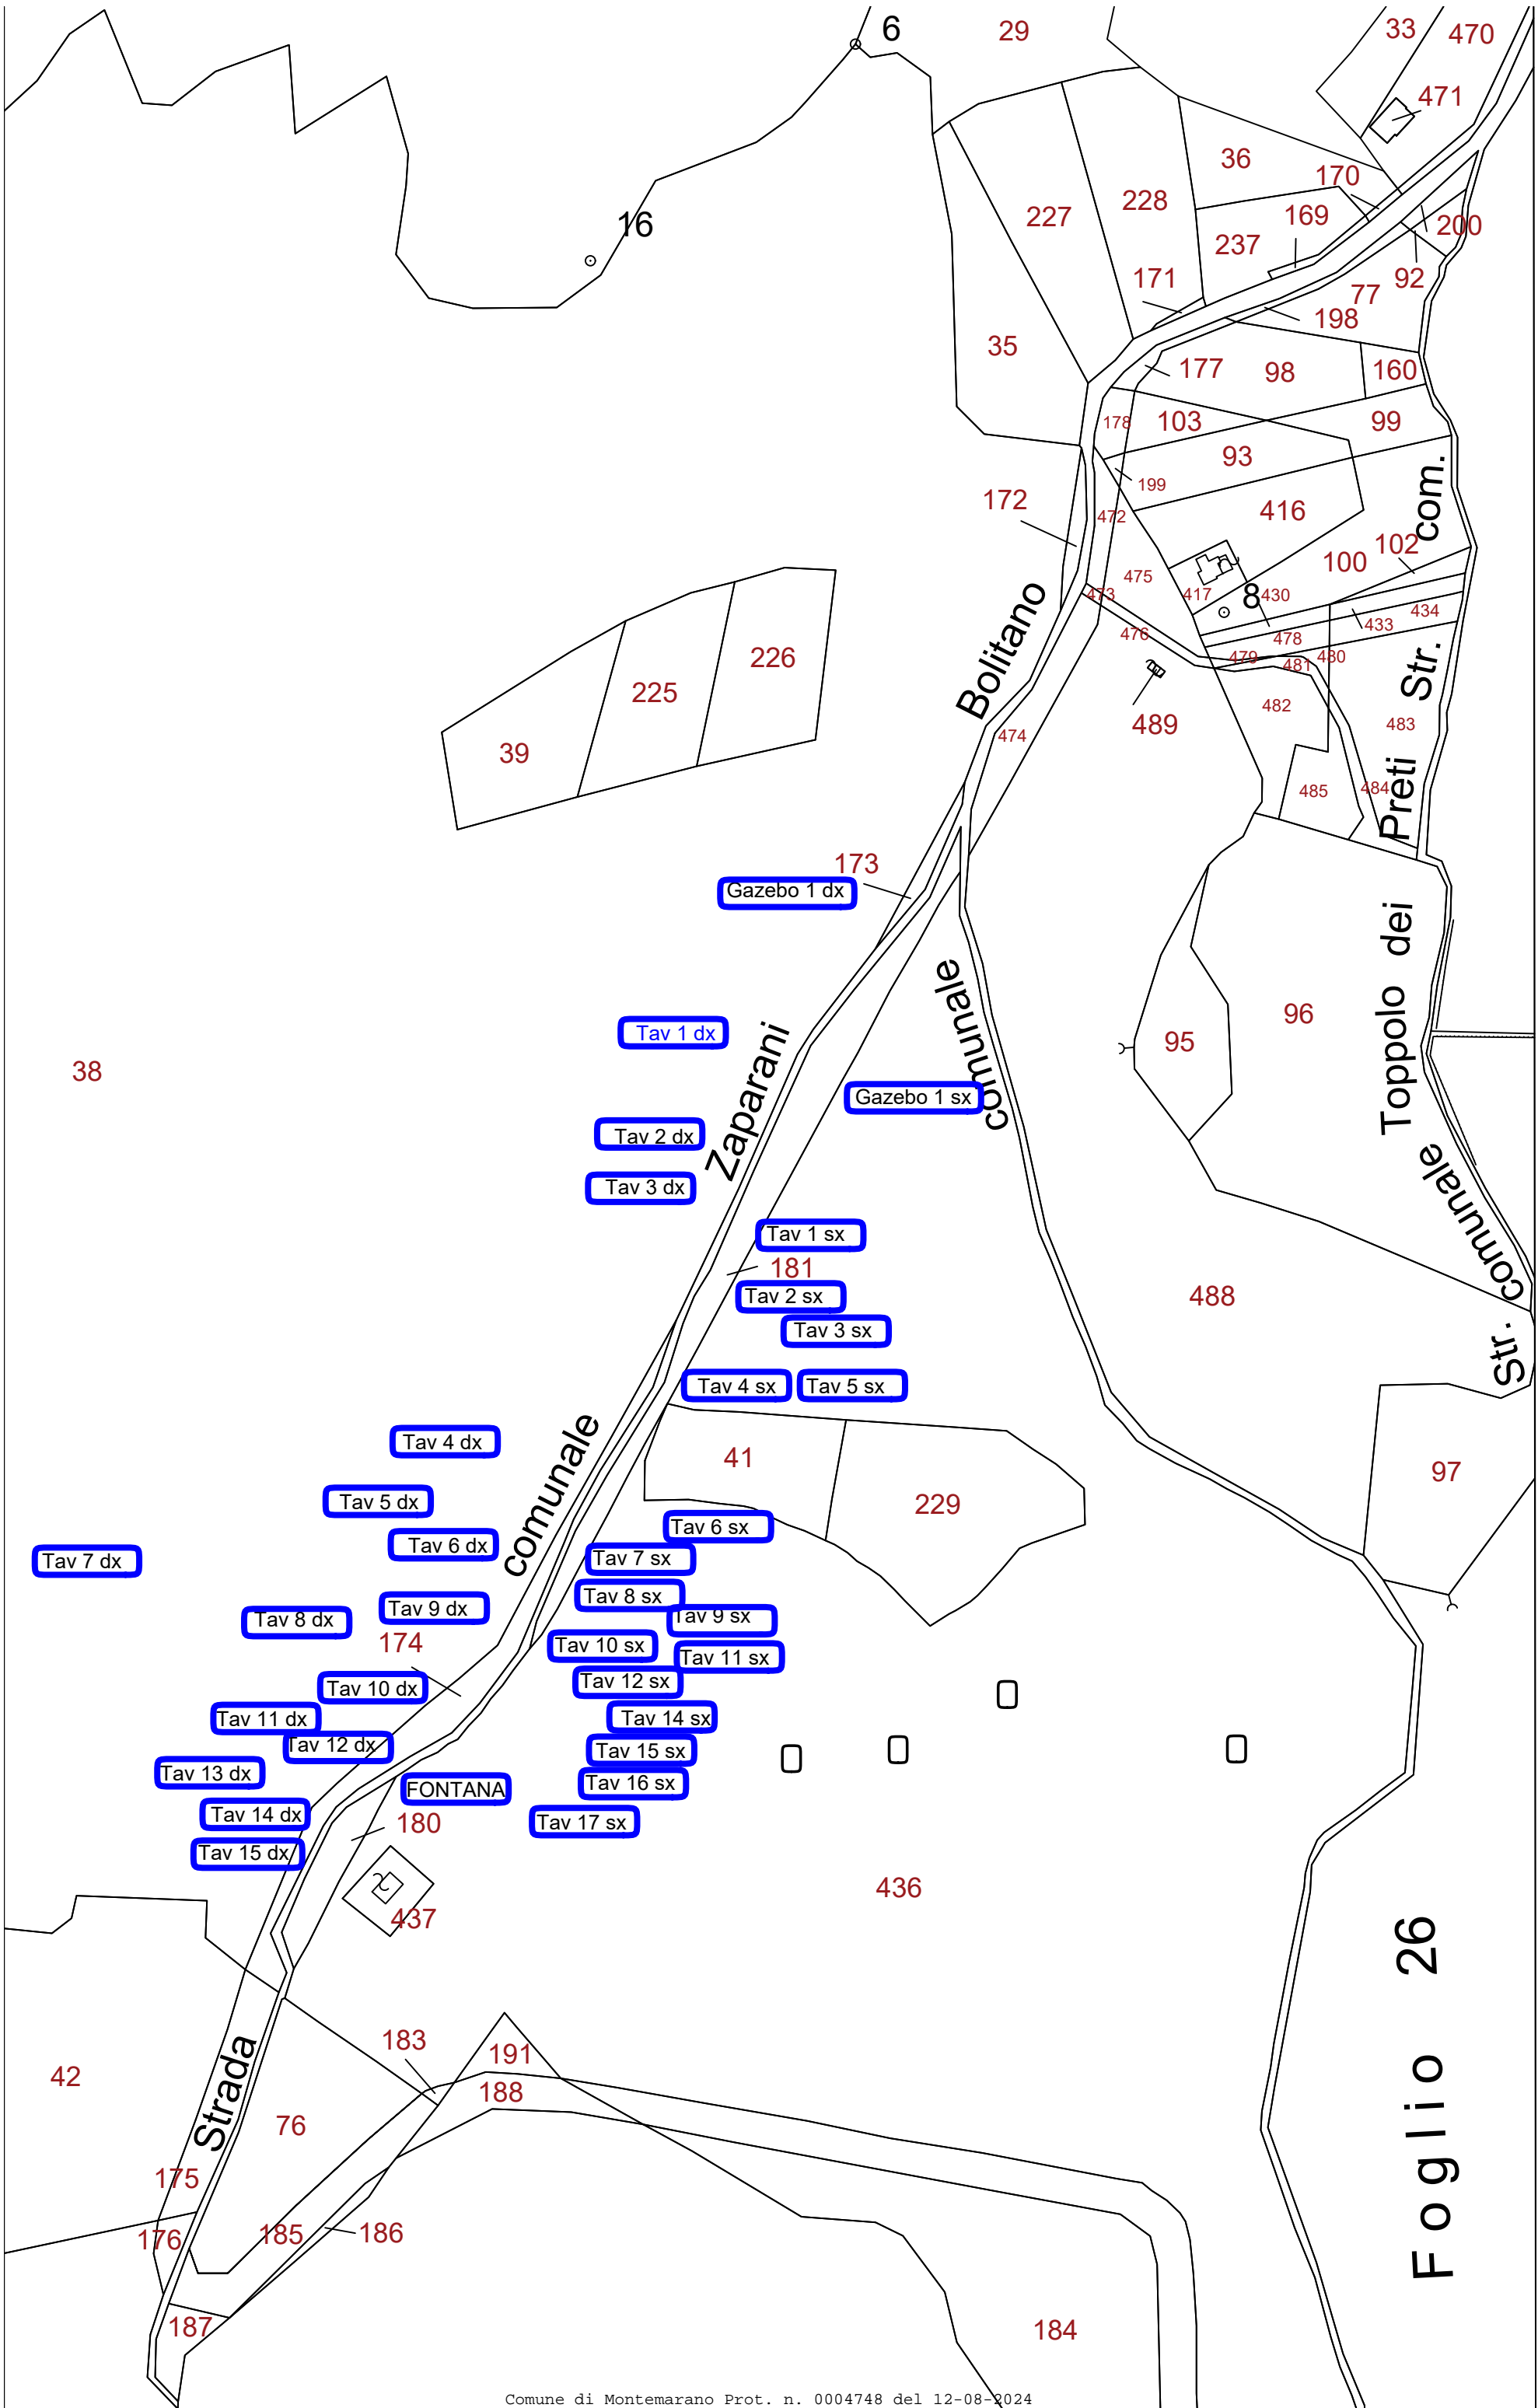 6
29
33
470
471
36
170
16
227
228
169
200
237
171
92
77
198
35
177
98
160
178
103
99
93
199
172
472
416
com.
102
100
475
473
417
8
430
434
433
476
478
479
481
480
Bolitano
226
225
482
Str.
483
489
474
39
485
484
Preti
173
Gazebo 1 dx
dei
comunale
96
Tav 1 dx
95
Toppolo
38
Zaparani
Gazebo 1 sx
Tav 2 dx
Tav 3 dx
comunale
Tav 1 sx
181
Tav 2 sx
488
Tav 3 sx
Str.
Tav 4 sx
Tav 5 sx
Tav 4 dx
comunale
41
97
229
Tav 5 dx
Tav 6 sx
Tav 6 dx
Tav 7 dx
Tav 7 sx
Tav 8 sx
Tav 9 dx
Tav 8 dx
Tav 9 sx
174
Tav 10 sx
Tav 11 sx
Tav 10 dx
Tav 12 sx
Tav 11 dx
Tav 14 sx
Tav 12 dx
Tav 15 sx
Tav 13 dx
Tav 16 sx
FONTANA
Tav 14 dx
180
Tav 17 sx
Tav 15 dx
436
437
Foglio 26
183
191
42
Strada
188
76
175
176
185
186
187
184
Comune di Montemarano Prot. n. 0004748 del 12-08-2024